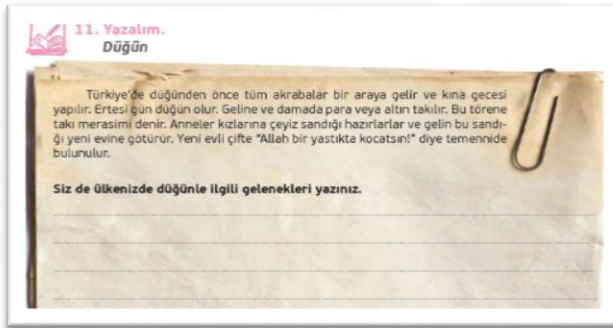 11. Yazalım.
Düğün
Türkiye'de düğünden önce tüm akrabalar bir araya gelir ve kına gecesi
yapılır. Ertesi gün düğün olur. Geline ve damada para veya altın takılır. Bu törene
takı merasimi denir. Anneler kızlarına çeyiz sandığı hazırlarlar ve gelin bu sandı-
ğı yeni evine götürür. Yeni evli çifte "Allah bir yastıkta kocatsın!" diye temennide
bulunulur.
Siz de ülkenizde düğünle ilgili gelenekleri yazınız.